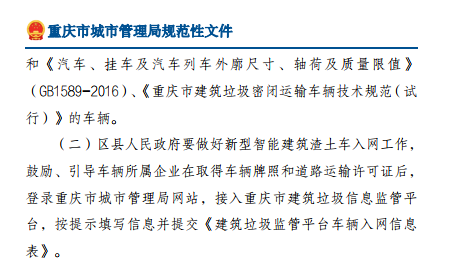 重庆市城市管理局规范性文件
和《汽车、挂车及汽车列车外廓尺寸、轴荷及质量限值》
（GB1589-2016）、《重庆市建筑垃圾密闭运输车辆技术规范（试
行）》的车辆。
（二）区县人民政府要做好新型智能建筑渣土车入网工作，
鼓励、引导车辆所属企业在取得车辆牌照和道路运输许可证后，
登录重庆市城市管理局网站，接入重庆市建筑垃圾信息监管平
台，按提示填写信息并提交《建筑垃圾监管平台车辆入网信息
表》。